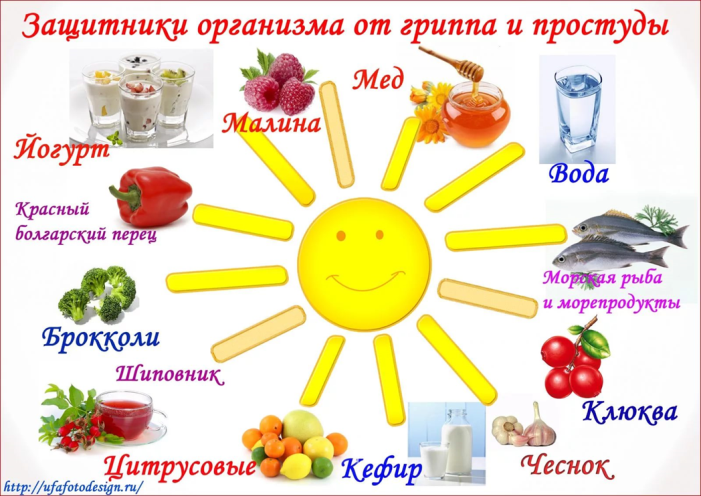 Защитники организма от гриппа и простуды
Мед
Малина
Йогурт
Вода
Красный
болгарский перец
Морская рыба
и морепродукты
Брокколи
Шиповник
Клюква
Цитрусовые
Кефир
Чеснок
http://ufafotodesign.ru/